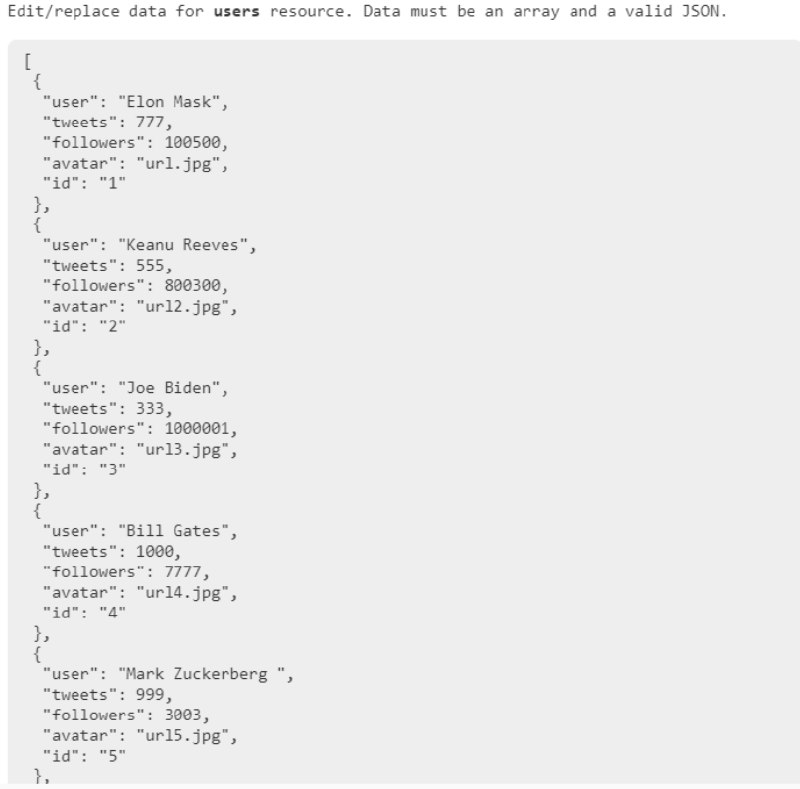 Edit/replace data for users resource. Data must be an array and a valid JSON.
[
{
"user": "Elon Mask",
"tweets": 777,
"followers": 100500,
"avatar": "url.jpg",
"id": "1"
},
{
"user": "Keanu Reeves",
"tweets": 555,
"followers": 800300,
"avatar": "url2.jpg",
"id": "2"
},
{
"user": "Joe Biden",
"tweets": 333,
"followers": 1000001,
"avatar": "url3.jpg",
"id": "3"
},
{
"user": "Bill Gates",
"tweets": 1000,
"followers": 7777,
"avatar": "url4.jpg",
"id": "4"
},
{
"user": "Mark Zuckerberg ",
"tweets": 999,
"followers": 3003,
"avatar": "url5.jpg",
"id": "5"
},